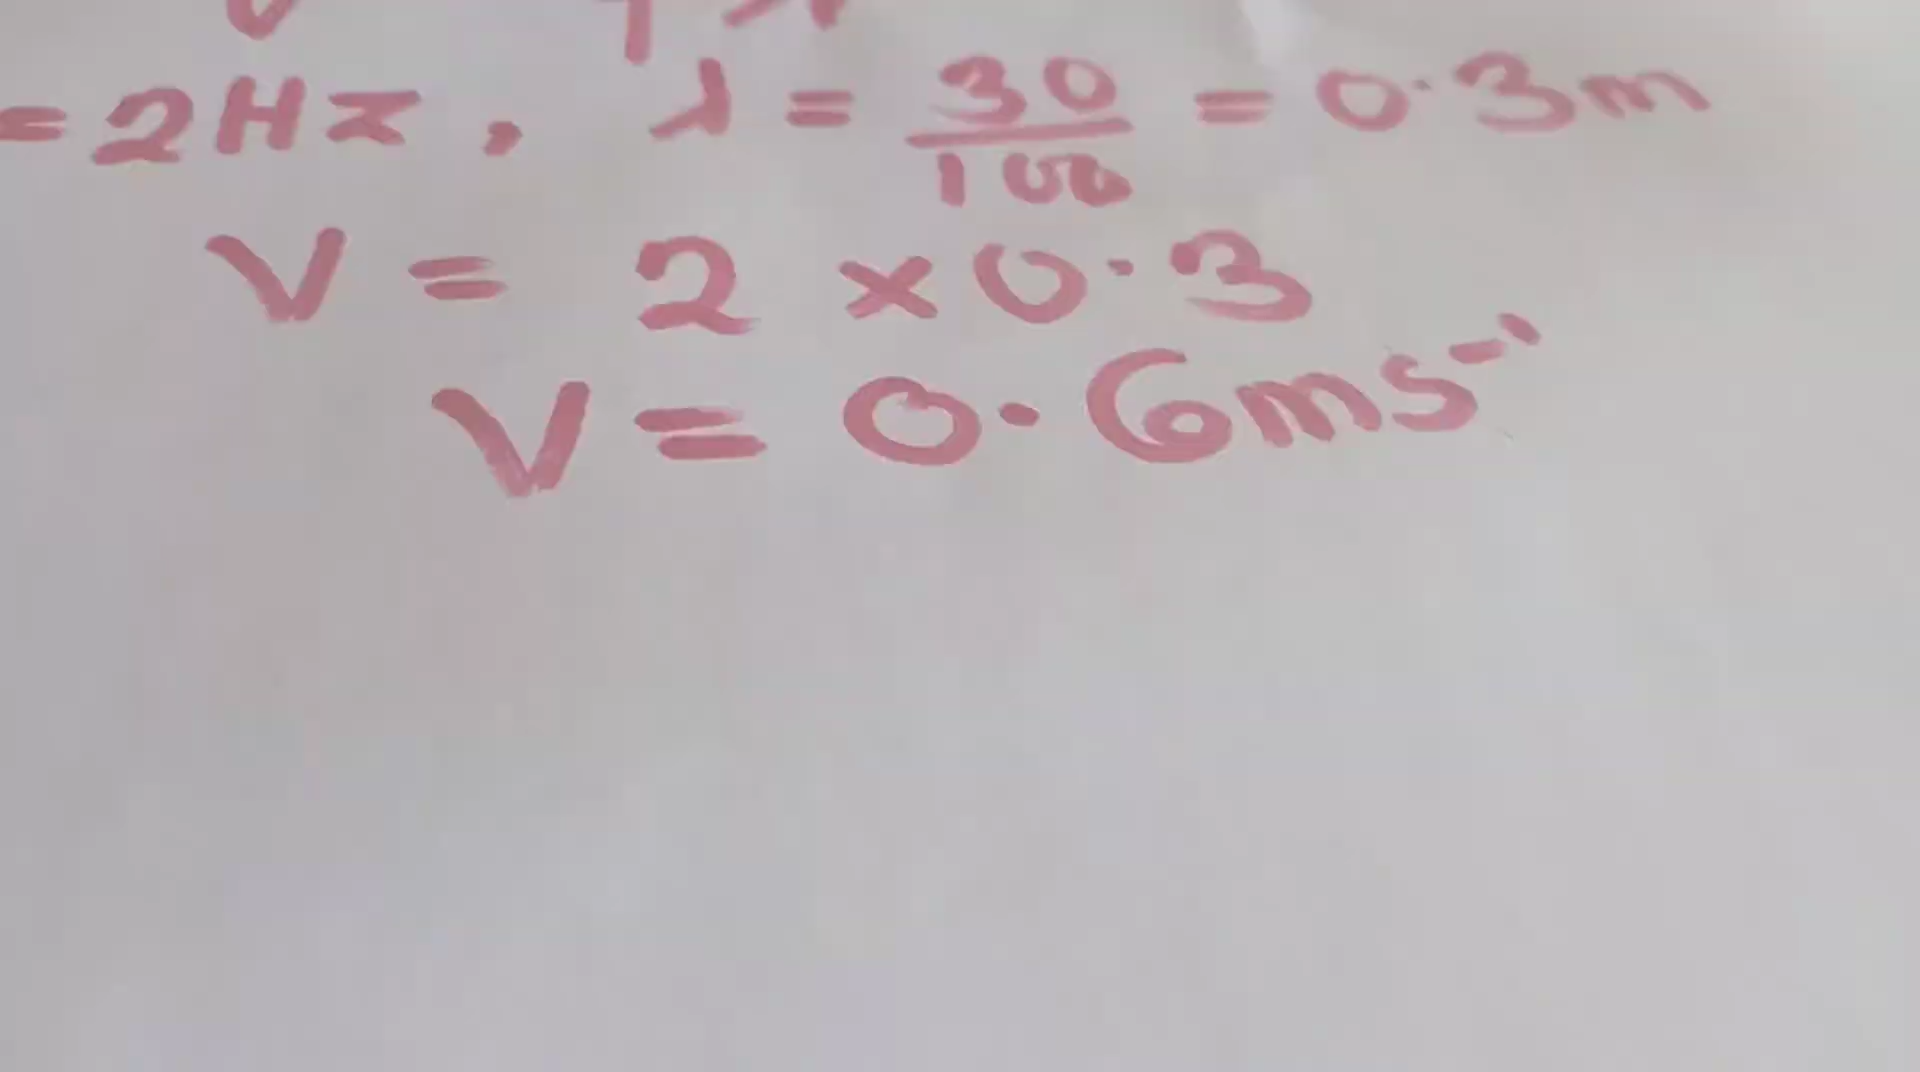 = 2Hz, λ = 30/100 = 0.3m
V = 2 × 0.3
V = 0.6ms⁻¹